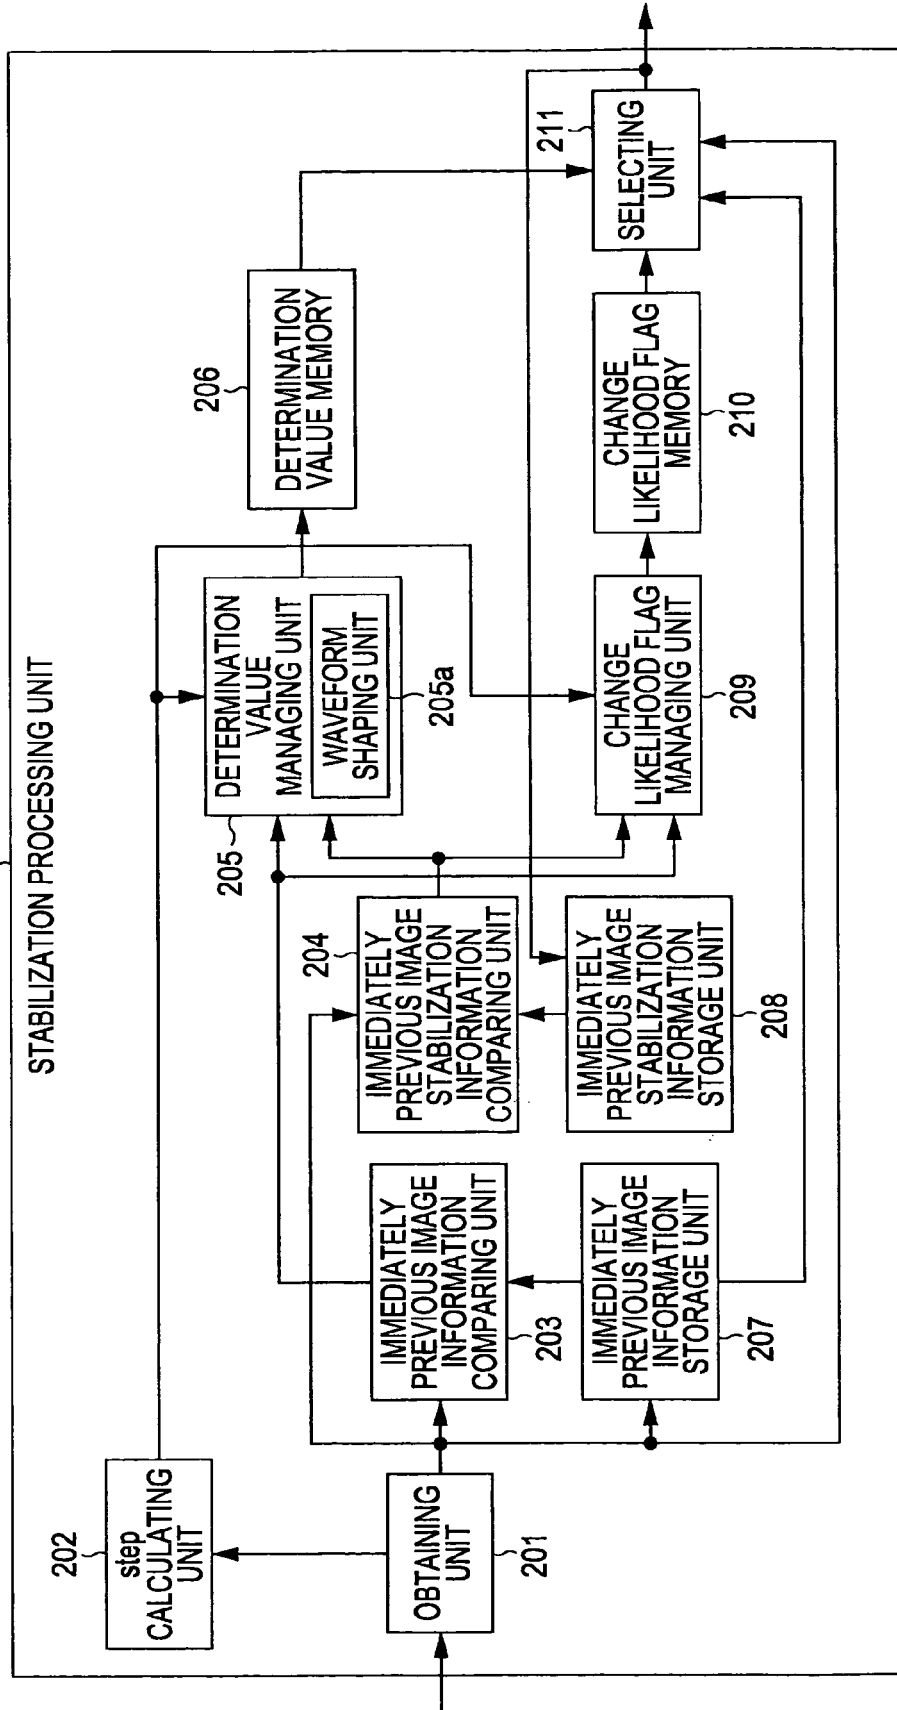 STABILIZATION PROCESSING UNIT
202
step
CALCULATING
UNIT
OBTAINING
UNIT
201
IMMEDIATELY
PREVIOUS IMAGE
INFORMATION
COMPARING UNIT
203
IMMEDIATELY
PREVIOUS IMAGE
INFORMATION
STORAGE UNIT
207
204
IMMEDIATELY
PREVIOUS IMAGE
STABILIZATION
INFORMATION
COMPARING UNIT
IMMEDIATELY
PREVIOUS IMAGE
STABILIZATION
INFORMATION
STORAGE UNIT
208
205
DETERMINATION
VALUE
MANAGING UNIT
WAVEFORM
SHAPING UNIT
205a
CHANGE
LIKELIHOOD FLAG
MANAGING UNIT
209
206
DETERMINATION
VALUE MEMORY
CHANGE
LIKELIHOOD FLAG
MEMORY
210
211
SELECTING
UNIT